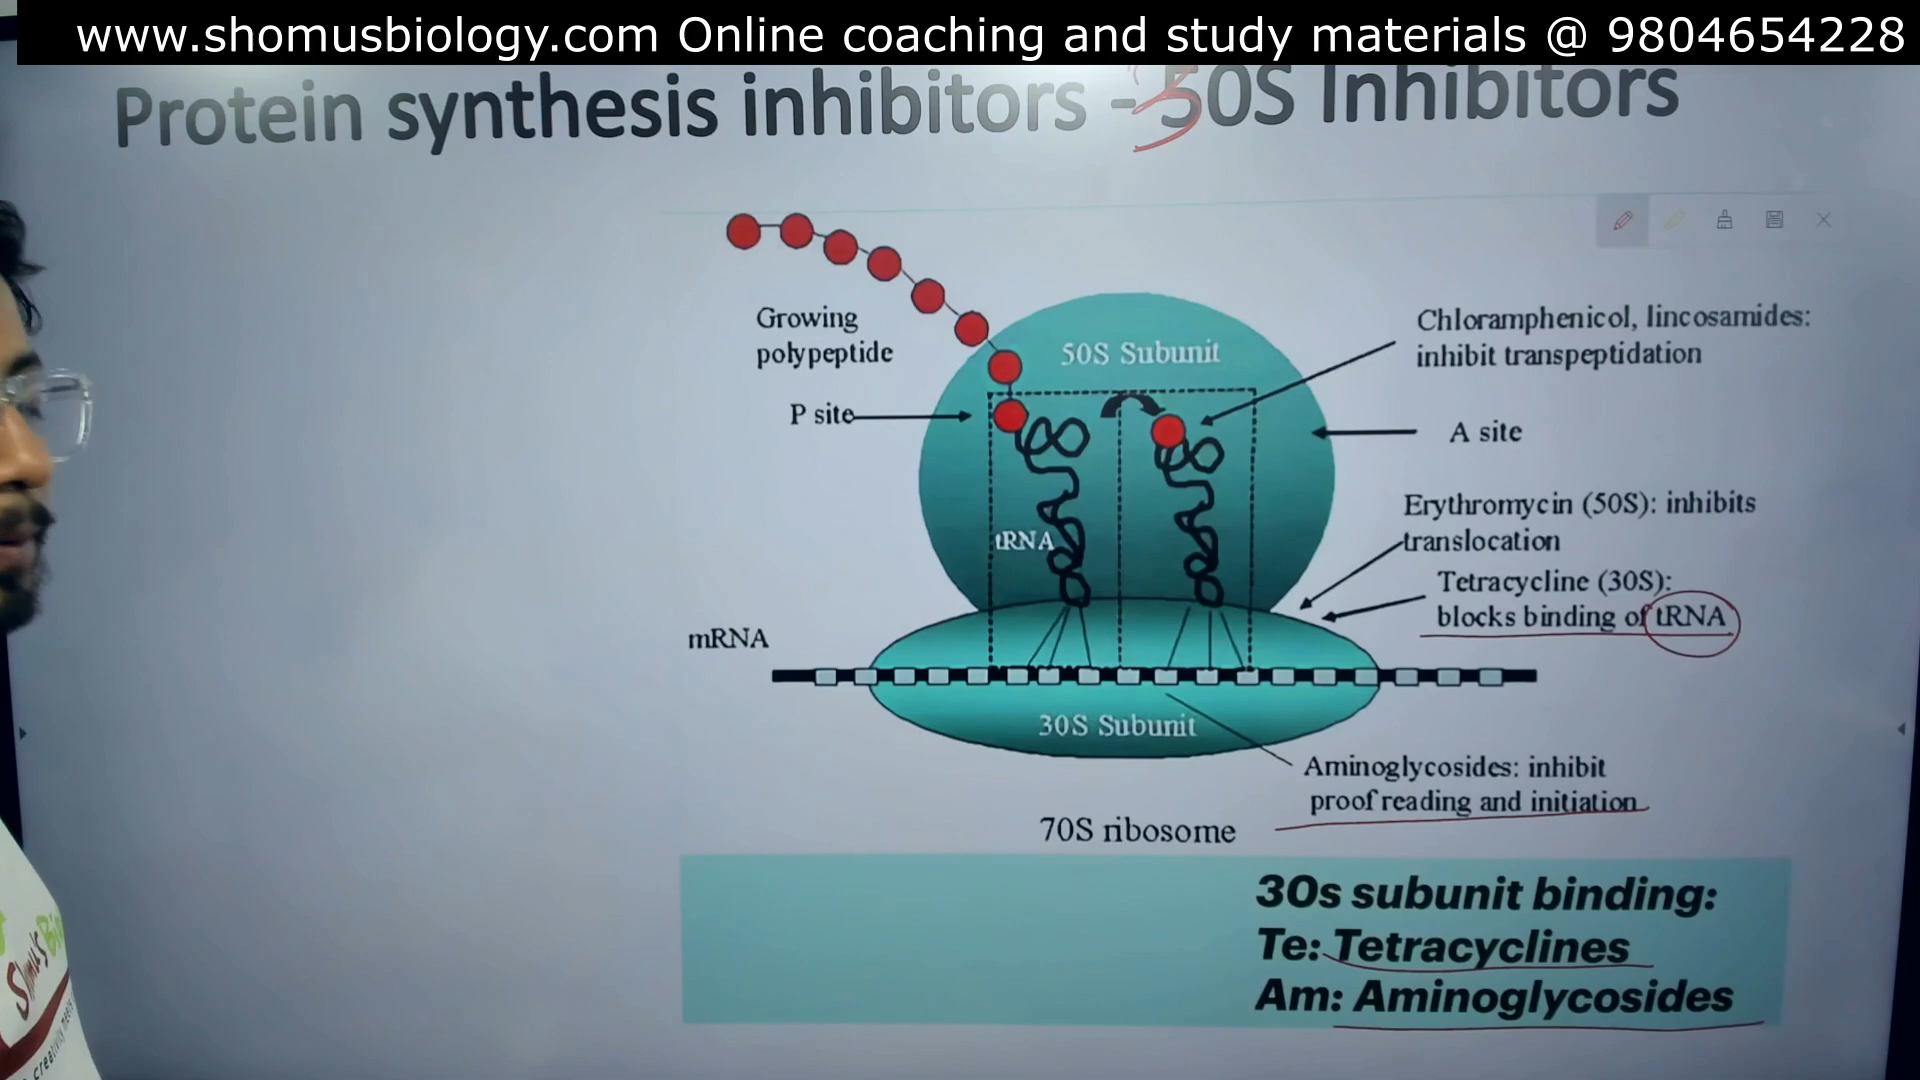 www.shomusbiology.com Online coaching and study materials @ 9804654228
Protein synthesis inhibitors - 50S Inhibitors
Growing
polypeptide
50S Subunit
Chloramphenicol, lincosamides:
inhibit transpeptidation
P site
A site
Erythromycin (50S): inhibits
translocation
tRNA
Tetracycline (30S):
blocks binding of tRNA
mRNA
30S Subunit
Aminoglycosides: inhibit
proof reading and initiation
70S ribosome
30s subunit binding:
Te: Tetracyclines
Am: Aminoglycosides
Shomu's Bio